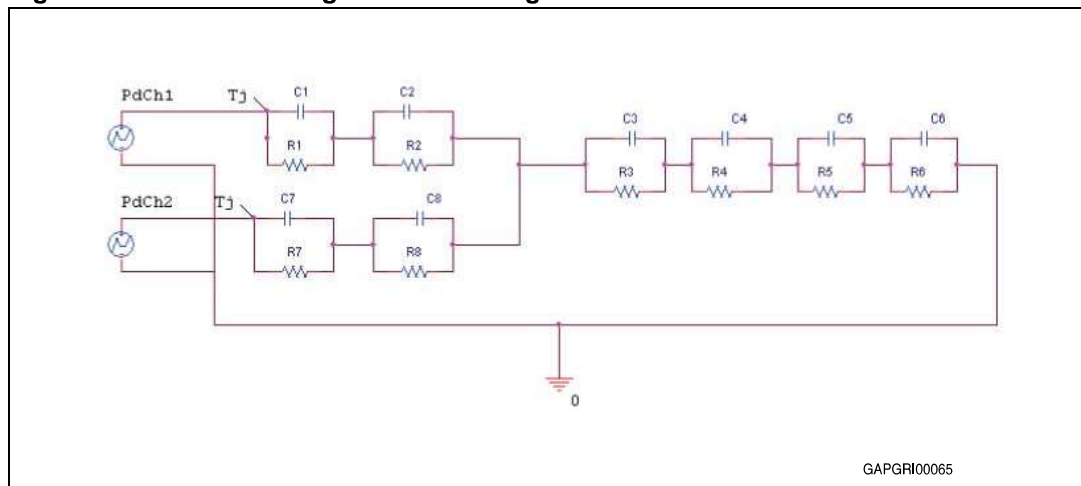 PdCh1
Tj
C1
C2
R1
R2
C3
C4
C5
C6
R3
R4
R5
R6
PdCh2
Tj
C7
C8
R7
R8
0
GAPGRI00065